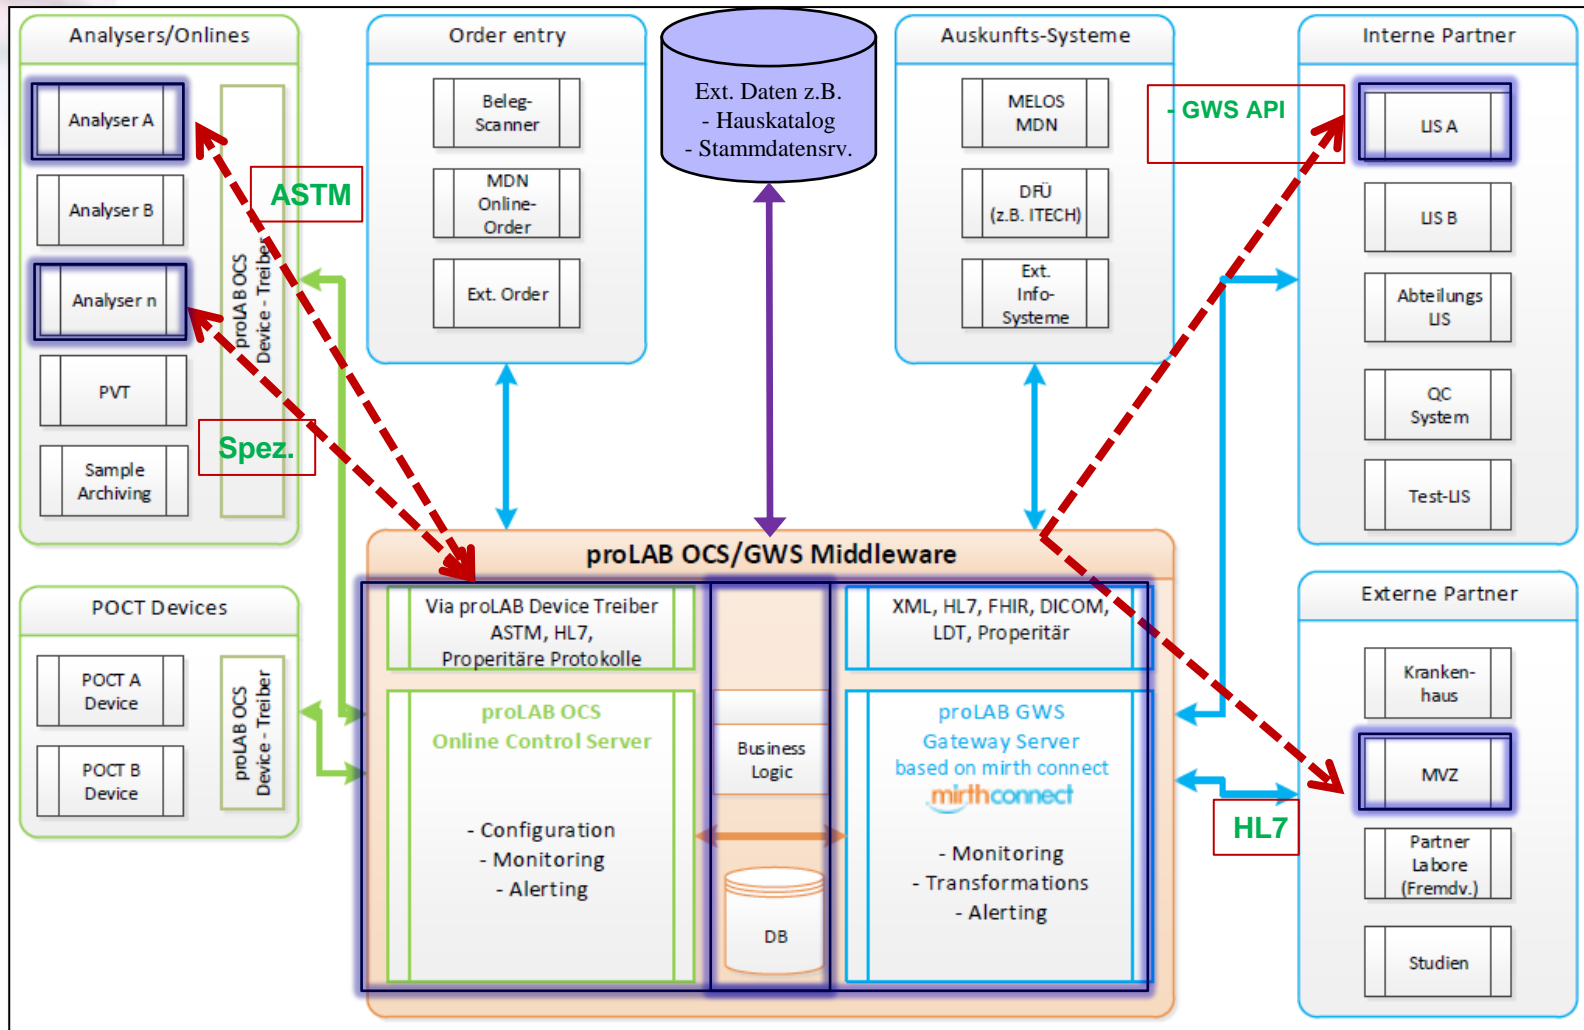 Analysers/Onlines
Analyser A
Analyser B
Analyser n
PVT
Sample
Archiving
proLAB OCS
Device - Treiber
ASTM
Spez.
Order entry
Beleg-
Scanner
MDN
Online-
Order
Ext. Order
Ext. Daten z.B.
- Hauskatalog
- Stammdatensrv.
Auskunfts-Systeme
MELOS
MDN
DFÜ
(z.B. ITECH)
Ext.
Info-
Systeme
- GWS API
Interne Partner
LIS A
LIS B
Abteilungs
LIS
QC
System
Test-LIS
POCT Devices
POCT A
Device
POCT B
Device
proLAB OCS
Device - Treiber
proLAB OCS/GWS Middleware
Via proLAB Device Treiber
ASTM, HL7,
Properitäre Protokolle
proLAB OCS
Online Control Server
- Configuration
- Monitoring
- Alerting
Business
Logic
DB
XML, HL7, FHIR, DICOM,
LDT, Properitär
proLAB GWS
Gateway Server
based on mirth connect
mirthconnect
- Monitoring
- Transformations
- Alerting
HL7
Externe Partner
Kranken-
haus
MVZ
Partner
Labore
(Fremdv.)
Studien